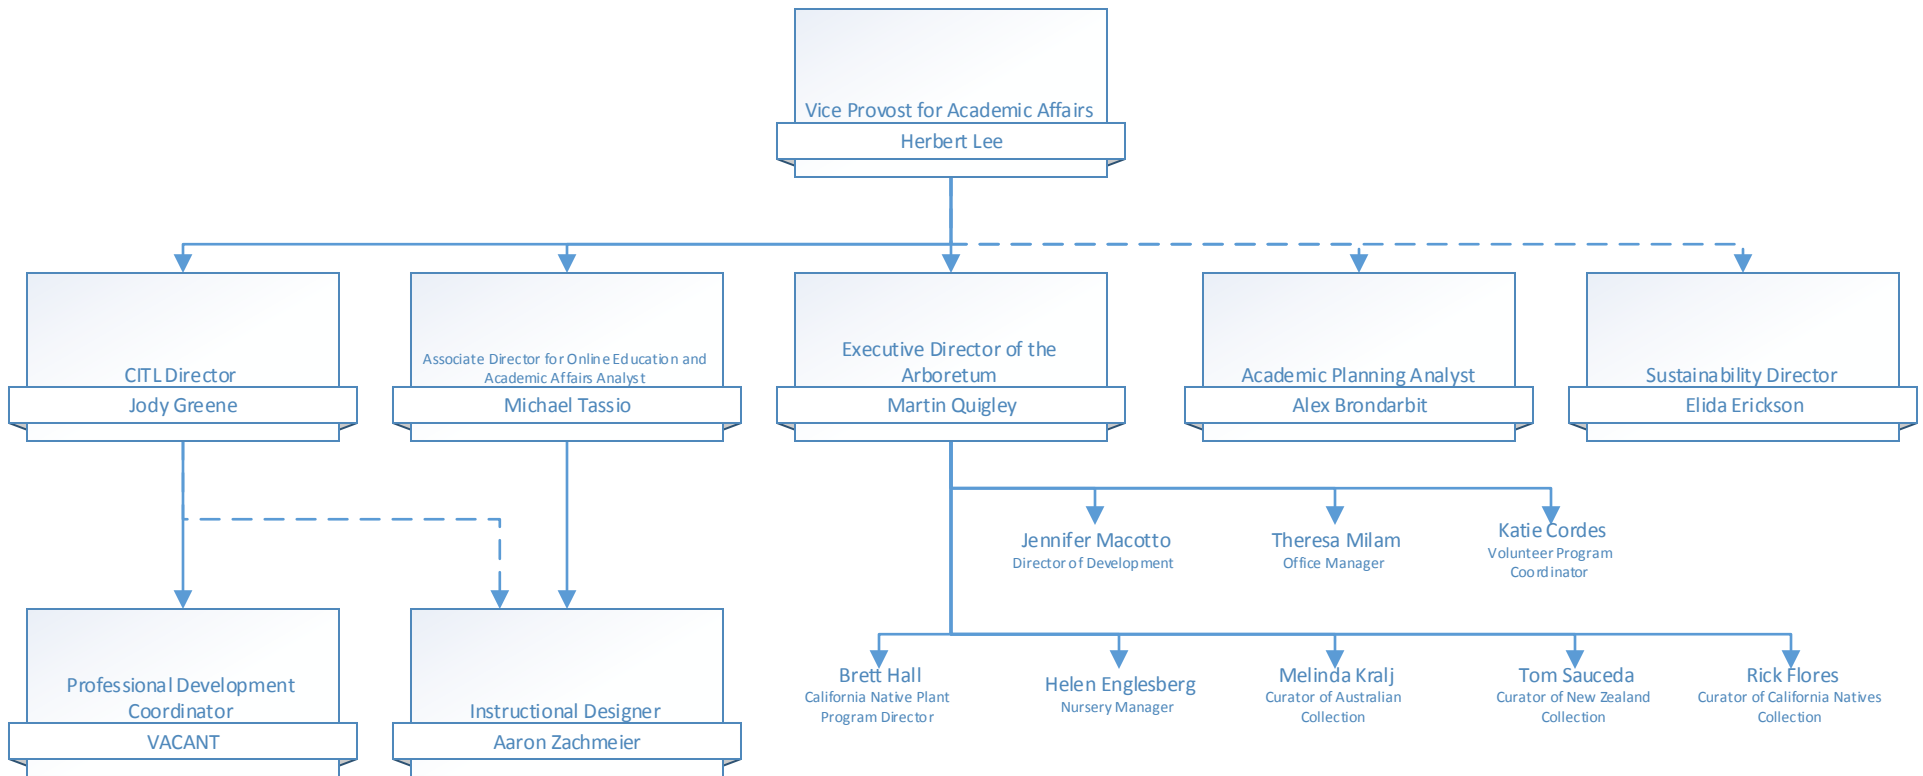 Vice Provost for Academic Affairs
Herbert Lee
CITL Director
Jody Greene
Associate Director for Online Education and
Academic Affairs Analyst
Michael Tassio
Executive Director of the
Arboretum
Martin Quigley
Academic Planning Analyst
Alex Brondarbit
Sustainability Director
Elida Erickson
Jennifer Macotto
Director of Development
Theresa Milam
Office Manager
Katie Cordes
Volunteer Program
Coordinator
Professional Development
Coordinator
VACANT
Instructional Designer
Aaron Zachmeier
Brett Hall
California Native Plant
Program Director
Helen Englesberg
Nursery Manager
Melinda Kralj
Curator of Australian
Collection
Tom Sauceda
Curator of New Zealand
Collection
Rick Flores
Curator of California Natives
Collection